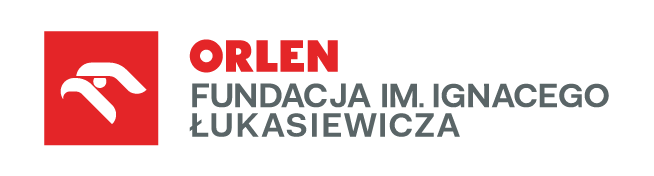 ORLEN
FUNDACJA IM. IGNACEGO
ŁUKASIEWICZA